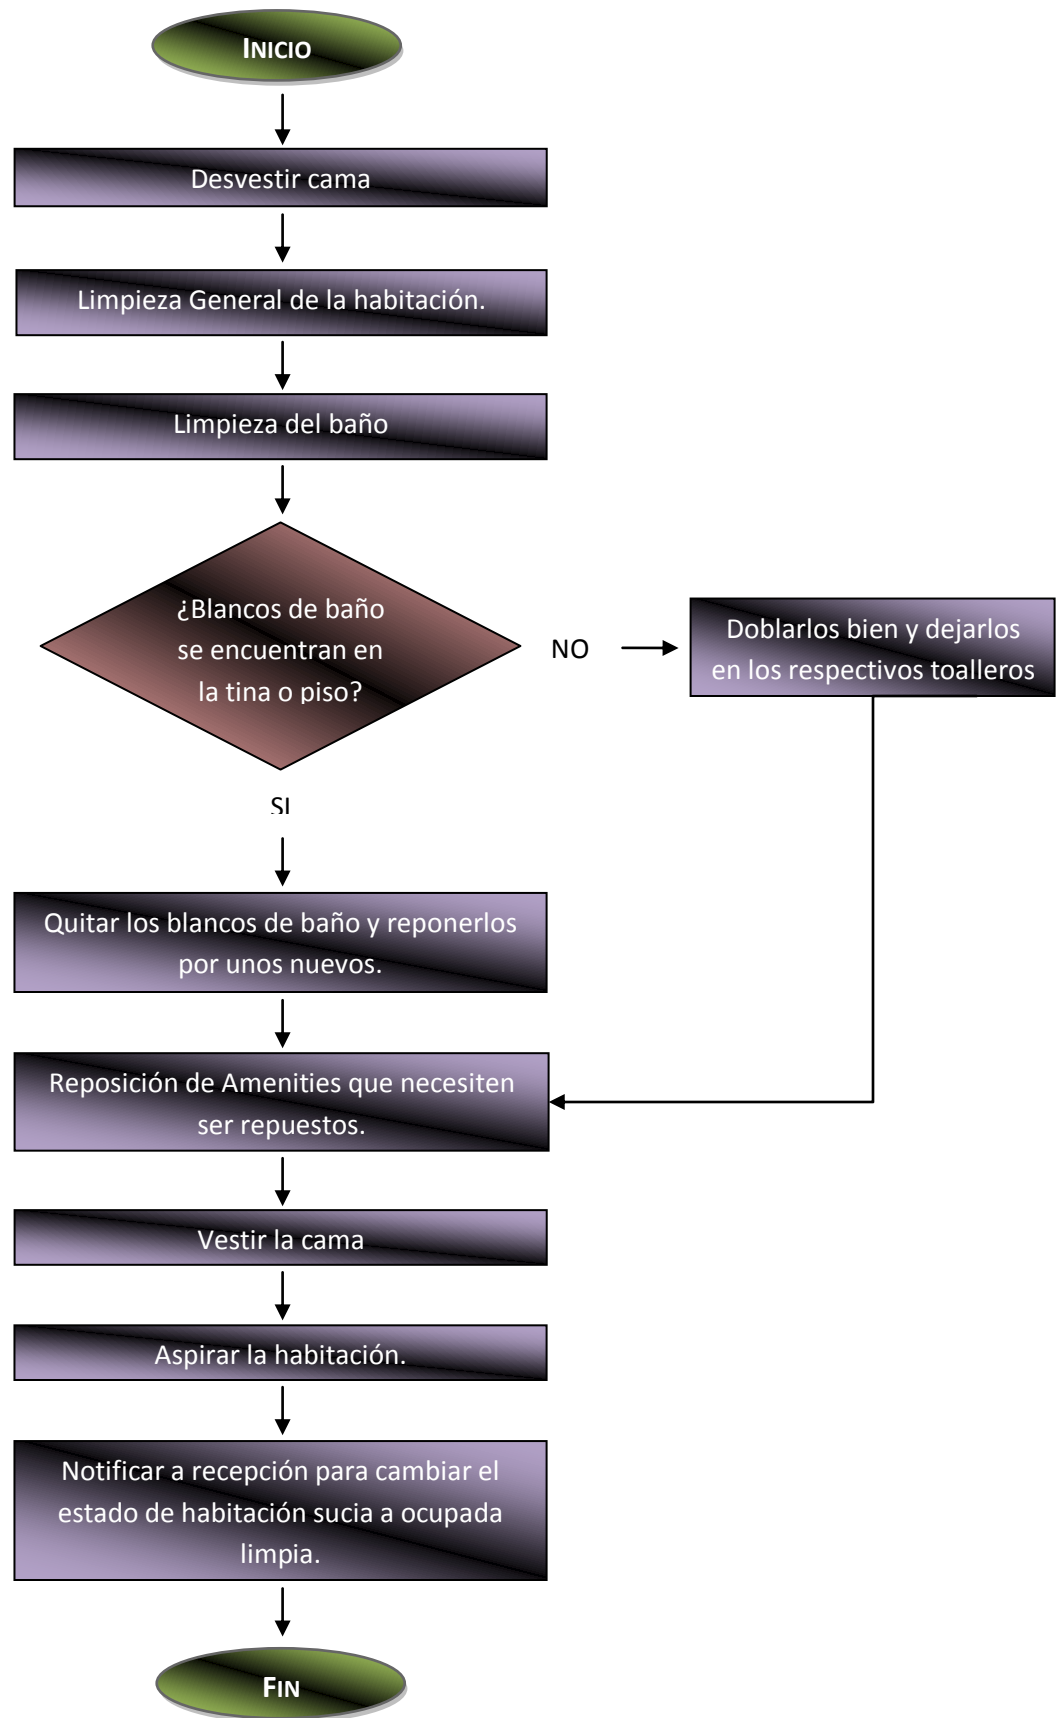 INICIO
Desvestir cama
Limpieza General de la habitación.
Limpieza del baño
¿Blancos de baño
se encuentran en
la tina o piso?
NO
Doblarlos bien y dejarlos
en los respectivos toalleros
SI
Quitar los blancos de baño y reponerlos
por unos nuevos.
Reposición de Amenities que necesiten
ser repuestos.
Vestir la cama
Aspirar la habitación.
Notificar a recepción para cambiar el
estado de habitación sucia a ocupada
limpia.
FIN